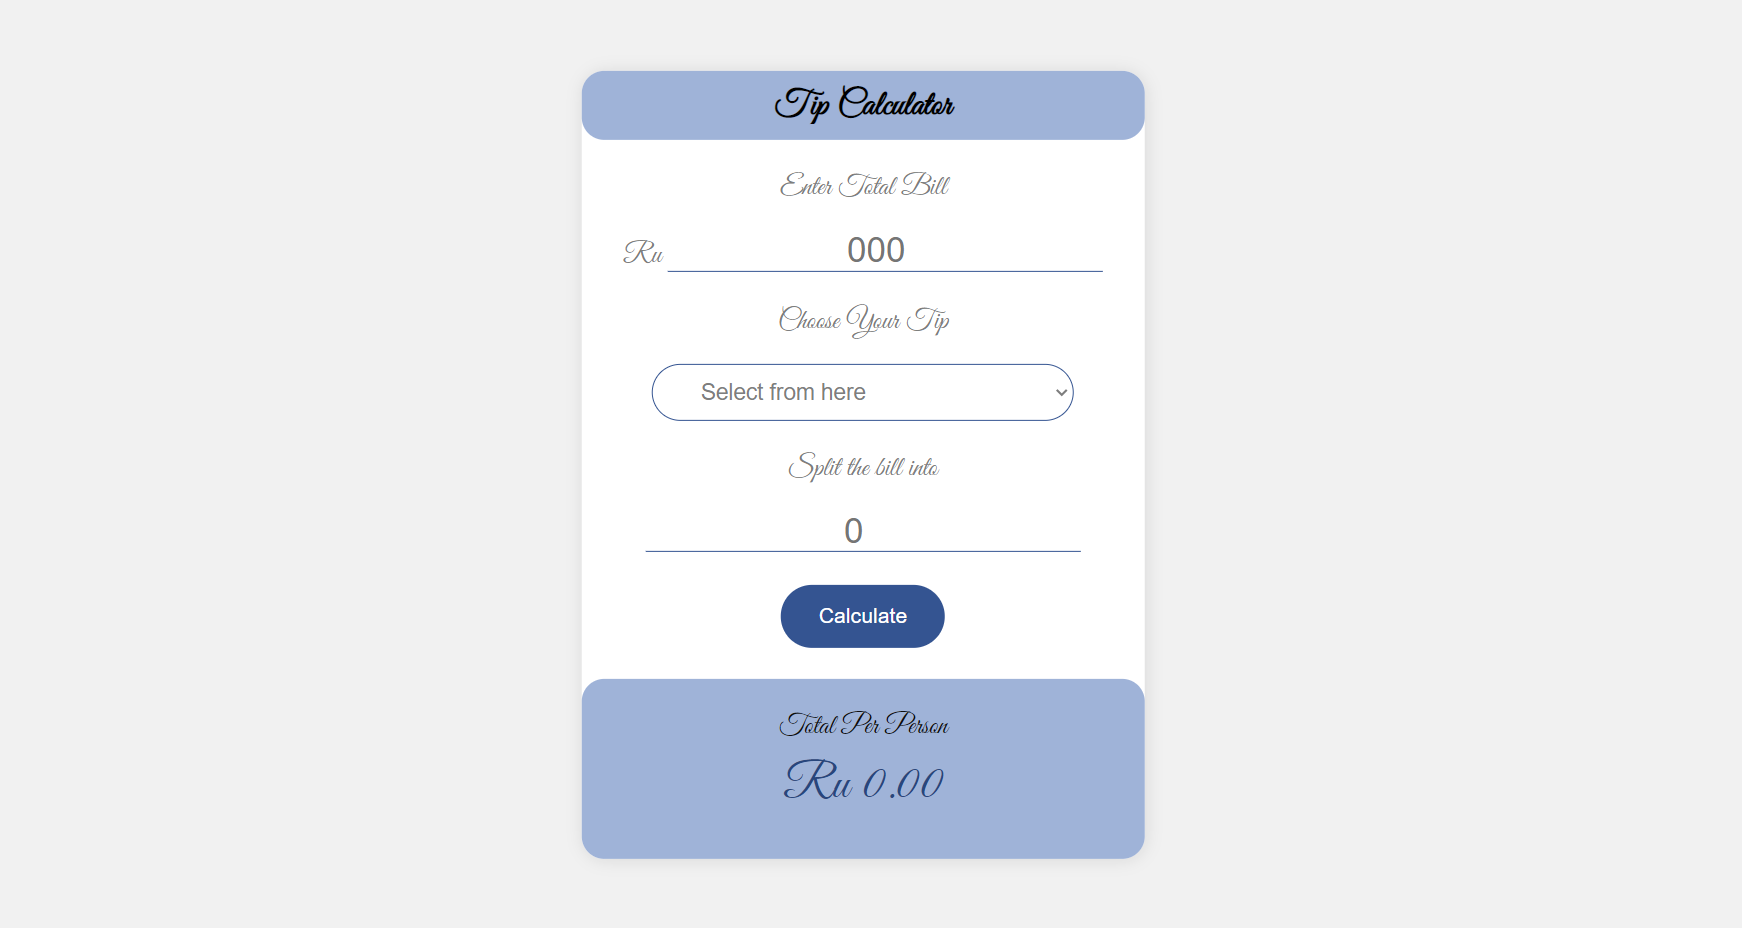 Tip Calculator
Enter Total Bill
Ru 000
Choose Your Tip
Select from here
Split the bill into
0
Calculate
Total Per Person
Ru 0.00